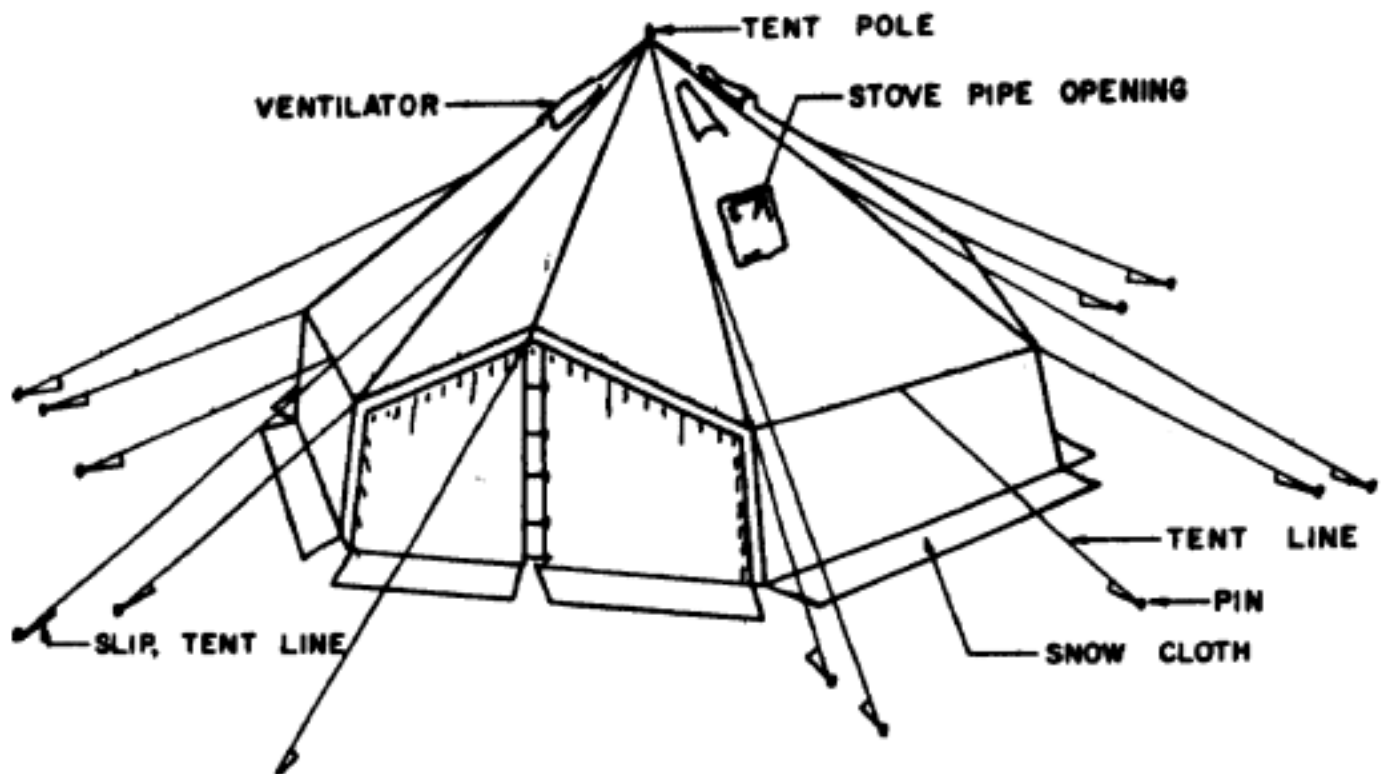 TENT POLE
VENTILATOR
STOVE PIPE OPENING
TENT LINE
PIN
SLIP, TENT LINE
SNOW CLOTH